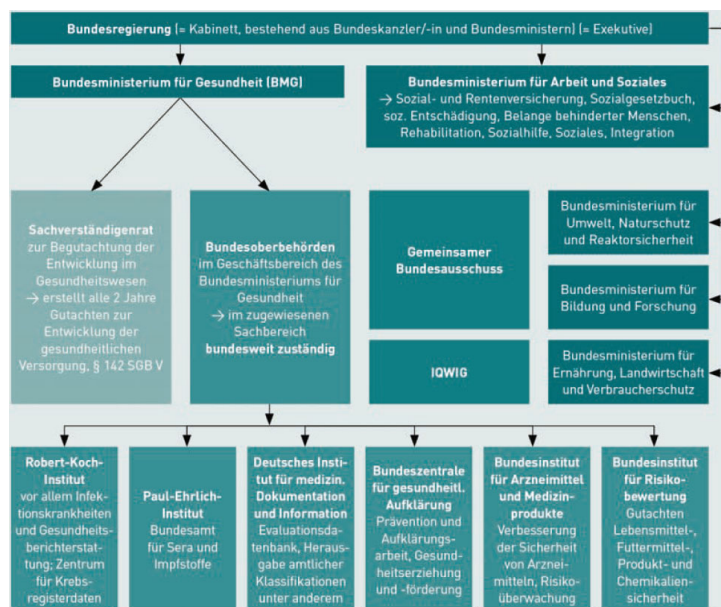 Bundesregierung (= Kabinett, bestehend aus Bundeskanzler/-in und Bundesministern) (= Exekutive)
Bundesministerium für Gesundheit (BMG)
Bundesministerium für Arbeit und Soziales
→ Sozial- und Rentenversicherung, Sozialgesetzbuch,
soz. Entschädigung, Belange behinderter Menschen,
Rehabilitation, Sozialhilfe, Soziales, Integration
Sachverständigenrat
zur Begutachtung der
Entwicklung im
Gesundheitswesen
→ erstellt alle 2 Jahre
Gutachten zur
Entwicklung der
gesundheitlichen
Versorgung, § 142 SGB V
Bundesoberbehörden
im Geschäftsbereich des
Bundesministeriums für
Gesundheit
→ im zugewiesenen
Sachbereich
bundesweit zuständig
Gemeinsamer
Bundesausschuss
IQWIG
Bundesministerium für
Umwelt, Naturschutz
und Reaktorsicherheit
Bundesministerium für
Bildung und Forschung
Bundesministerium für
Ernährung, Landwirtschaft
und Verbraucherschutz
Robert-Koch-
Institut
vor allem Infek-
tionskrankheiten
und Gesundheits-
berichterstat-
tung; Zentrum
für Krebs-
registerdaten
Paul-Ehrlich-
Institut
Bundesamt
für Sera und
Impfstoffe
Deutsches Insti-
tut für medizin.
Dokumentation
und Information
Evaluationsda-
tenbank, Heraus-
gabe amtlicher
Klassifikationen
unter anderem
Bundeszentrale
für gesundheitl.
Aufklärung
Prävention und
Aufklärungs-
arbeit, Gesund-
heitserziehung
und -förderung
Bundesinstitut
für Arzneimittel
und Medizin-
produkte
Verbesserung
der Sicherheit
von Arznei-
mitteln, Risiko-
überwachung
Bundesinstitut
für Risiko-
bewertung
Gutachten
Lebensmittel-,
Futtermittel-,
Produkt- und
Chemikalien-
sicherheit